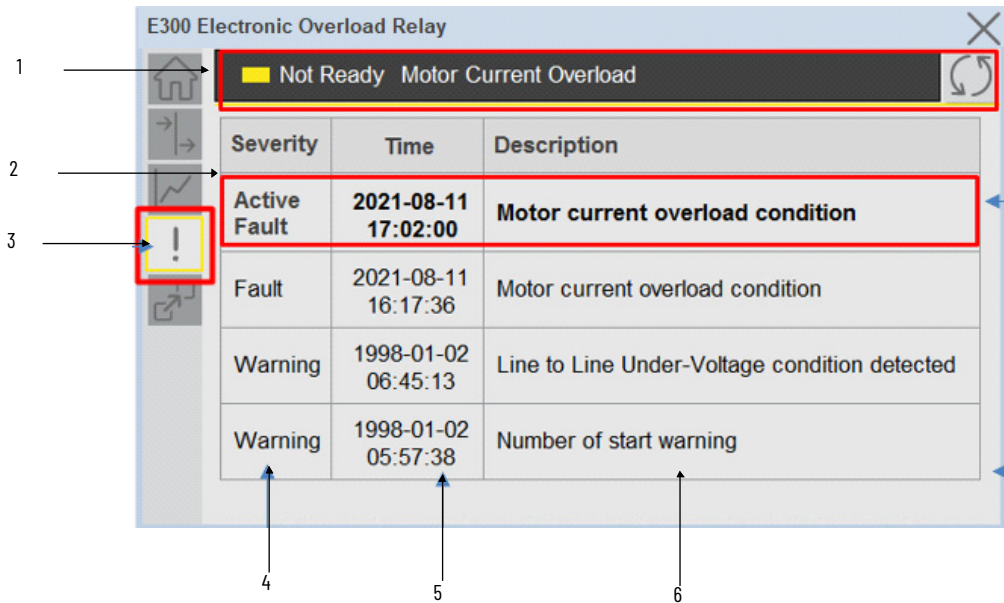 E300 Electronic Overload Relay
1
Not Ready Motor Current Overload
Severity Time Description
2
Active Fault 2021-08-11 17:02:00 Motor current overload condition
3
!
Fault 2021-08-11 16:17:36 Motor current overload condition
Warning 1998-01-02 06:45:13 Line to Line Under-Voltage condition detected
Warning 1998-01-02 05:57:38 Number of start warning
4 5 6